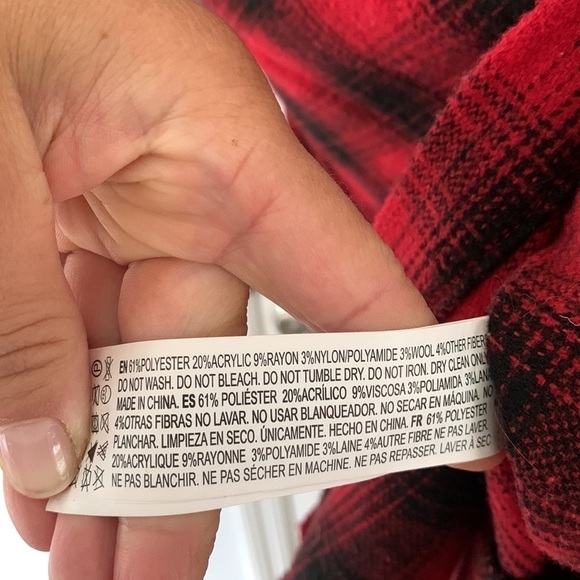 EN 61%POLYESTER 20%ACRYLIC 9%RAYON 3%NYLON/POLYAMIDE 3%WOOL 4%OTHER FIBER
DO NOT WASH. DO NOT BLEACH. DO NOT TUMBLE DRY. DO NOT IRON. DRY CLEAN ONLY
MADE IN CHINA. ES 61% POLIÉSTER 20%ACRÍLICO 9%VISCOSA 3%POLIAMIDA 3%LANA
4%OTRAS FIBRAS NO LAVAR. NO USAR BLANQUEADOR. NO SECAR EN MÁQUINA. NO
PLANCHAR. LIMPIEZA EN SECO. ÚNICAMENTE. HECHO EN CHINA. FR 61% POLYESTER
20%ACRYLIQUE 9%RAYONNE 3%POLYAMIDE 3%LAINE 4%AUTRE FIBRE NE PAS LAVER.
NE PAS BLANCHIR. NE PAS SÉCHER EN MACHINE. NE PAS REPASSER. LAVER À SEC